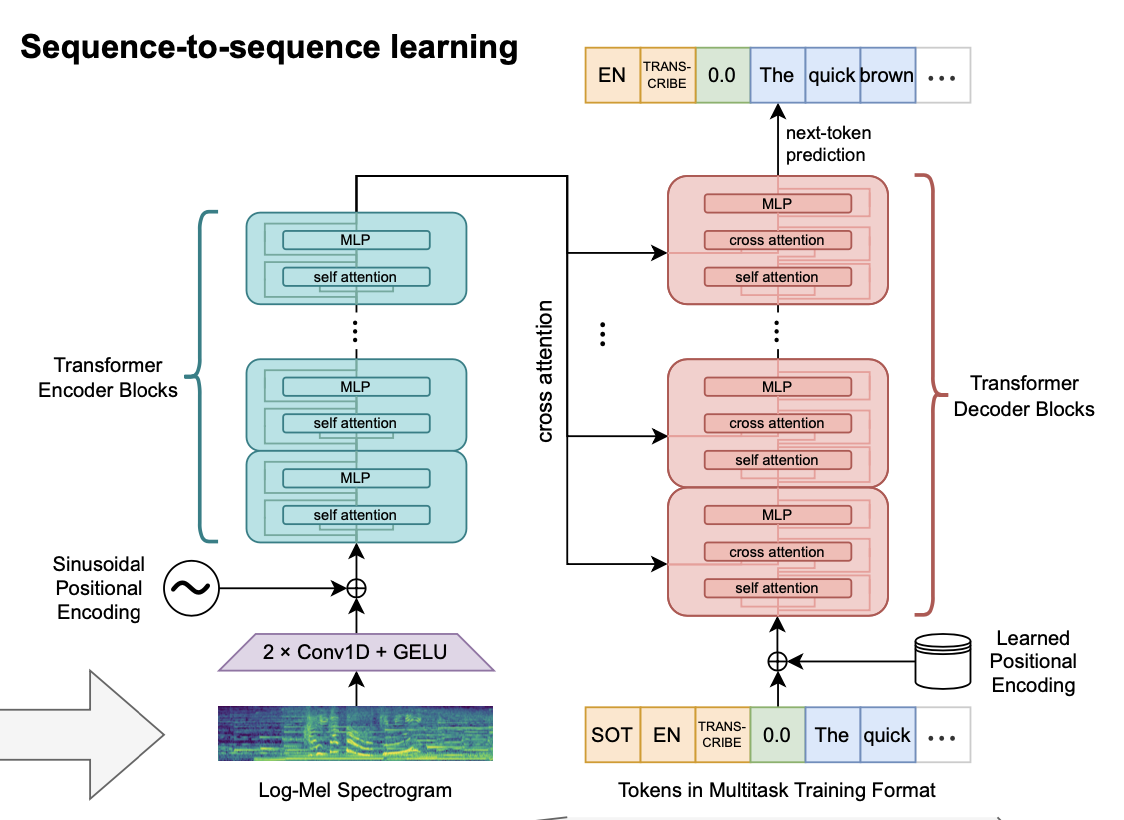 Sequence-to-sequence learning
EN
TRANS-
CRIBE
0.0
The
quick
brown
...
next-token
prediction
MLP
self attention
MLP
self attention
MLP
self attention
Transformer
Encoder Blocks
cross attention
MLP
cross attention
self attention
MLP
cross attention
self attention
MLP
cross attention
self attention
Transformer
Decoder Blocks
Sinusoidal
Positional
Encoding
2 × Conv1D + GELU
Log-Mel Spectrogram
Learned
Positional
Encoding
SOT
EN
TRANS-
CRIBE
0.0
The
quick
...
Tokens in Multitask Training Format